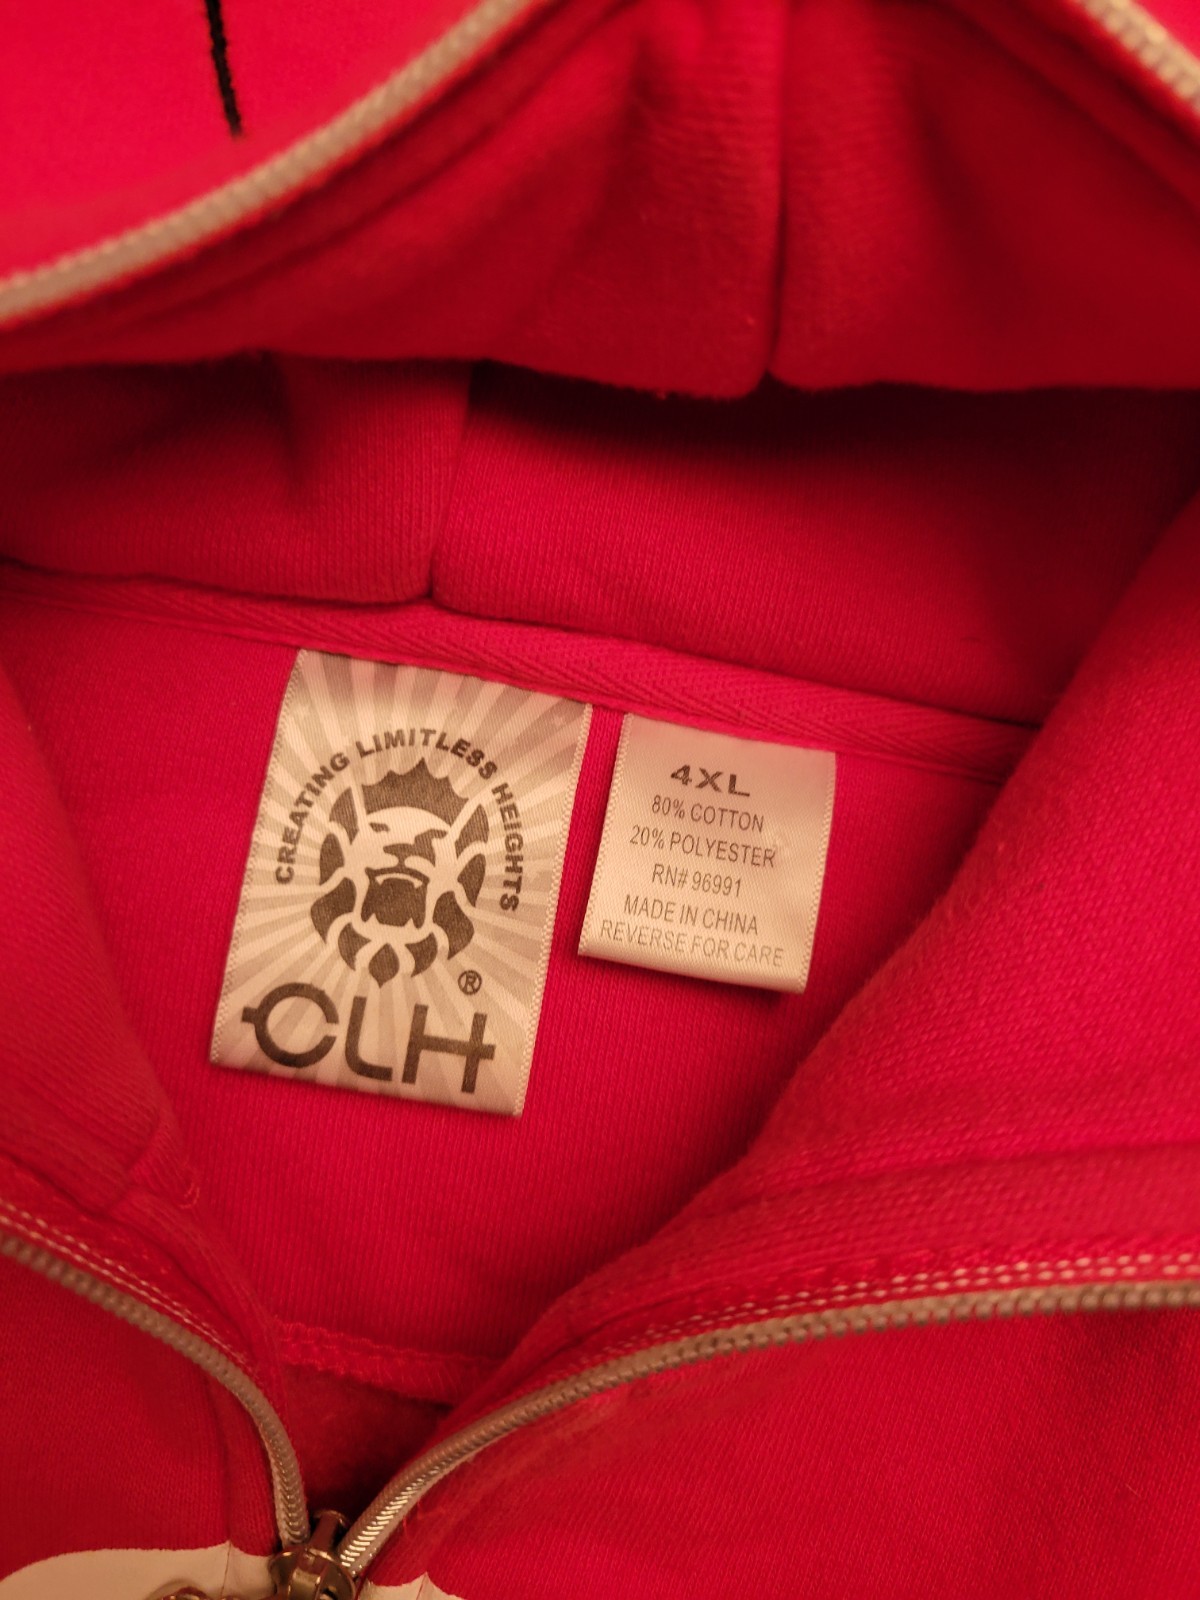 CREATING LIMITLESS HEIGHTS
®
CLH
4XL
80% COTTON
20% POLYESTER
RN# 96991
MADE IN CHINA
REVERSE FOR CARE